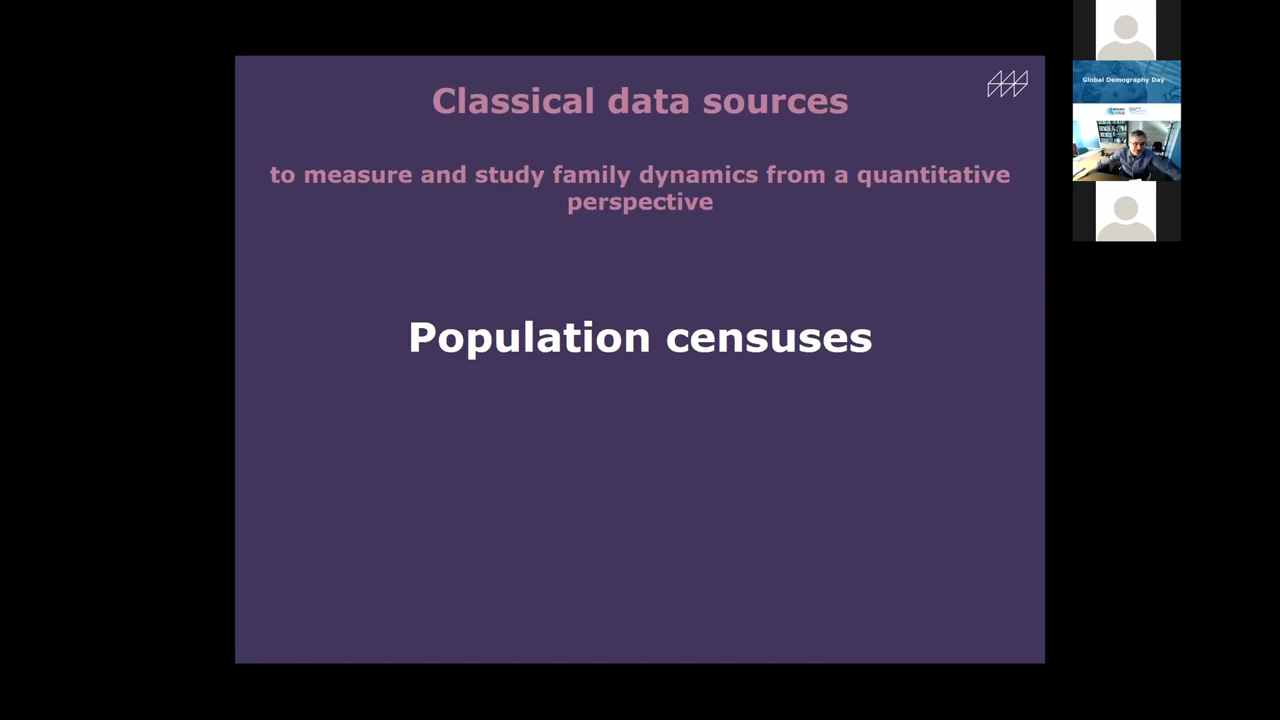 Classical data sources
to measure and study family dynamics from a quantitative
perspective
Population censuses
Global Demography Day